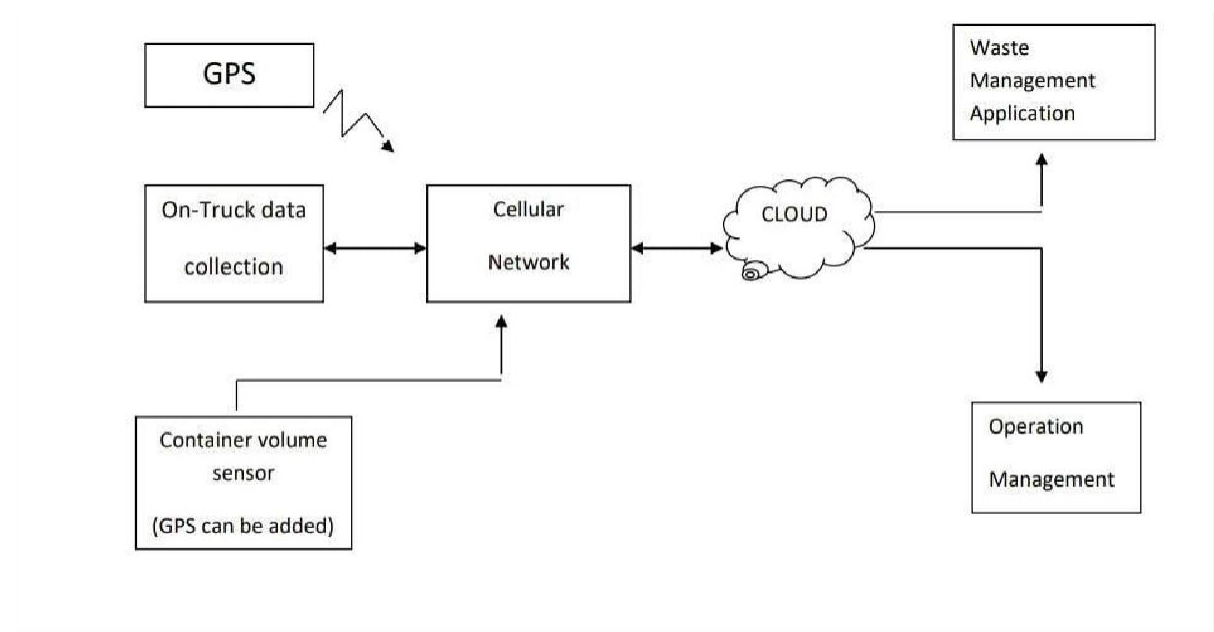 GPS
Waste
Management
Application
On-Truck data
collection
Cellular
Network
CLOUD
Container volume
sensor
(GPS can be added)
Operation
Management